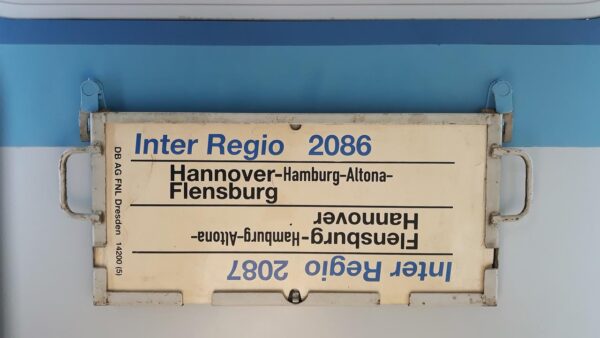 Inter Regio 2086
Hannover-Hamburg-Altona-
Flensburg
Inter Regio 2087
Flensburg-Hamburg-Altona-
Hannover
DB AG FNL Dresden 14200 (5)